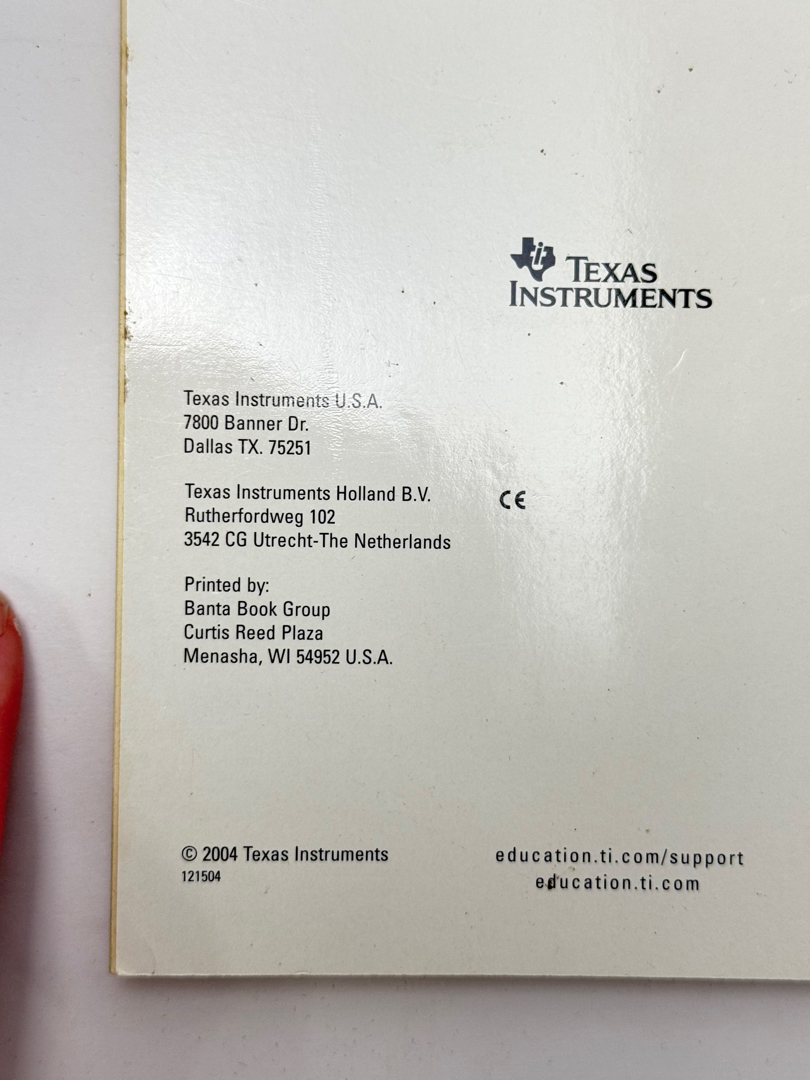 TEXAS
INSTRUMENTS
Texas Instruments U.S.A.
7800 Banner Dr.
Dallas TX. 75251
Texas Instruments Holland B.V.
Rutherfordweg 102
3542 CG Utrecht-The Netherlands
CE
Printed by:
Banta Book Group
Curtis Reed Plaza
Menasha, WI 54952 U.S.A.
© 2004 Texas Instruments
121504
education.ti.com/support
education.ti.com